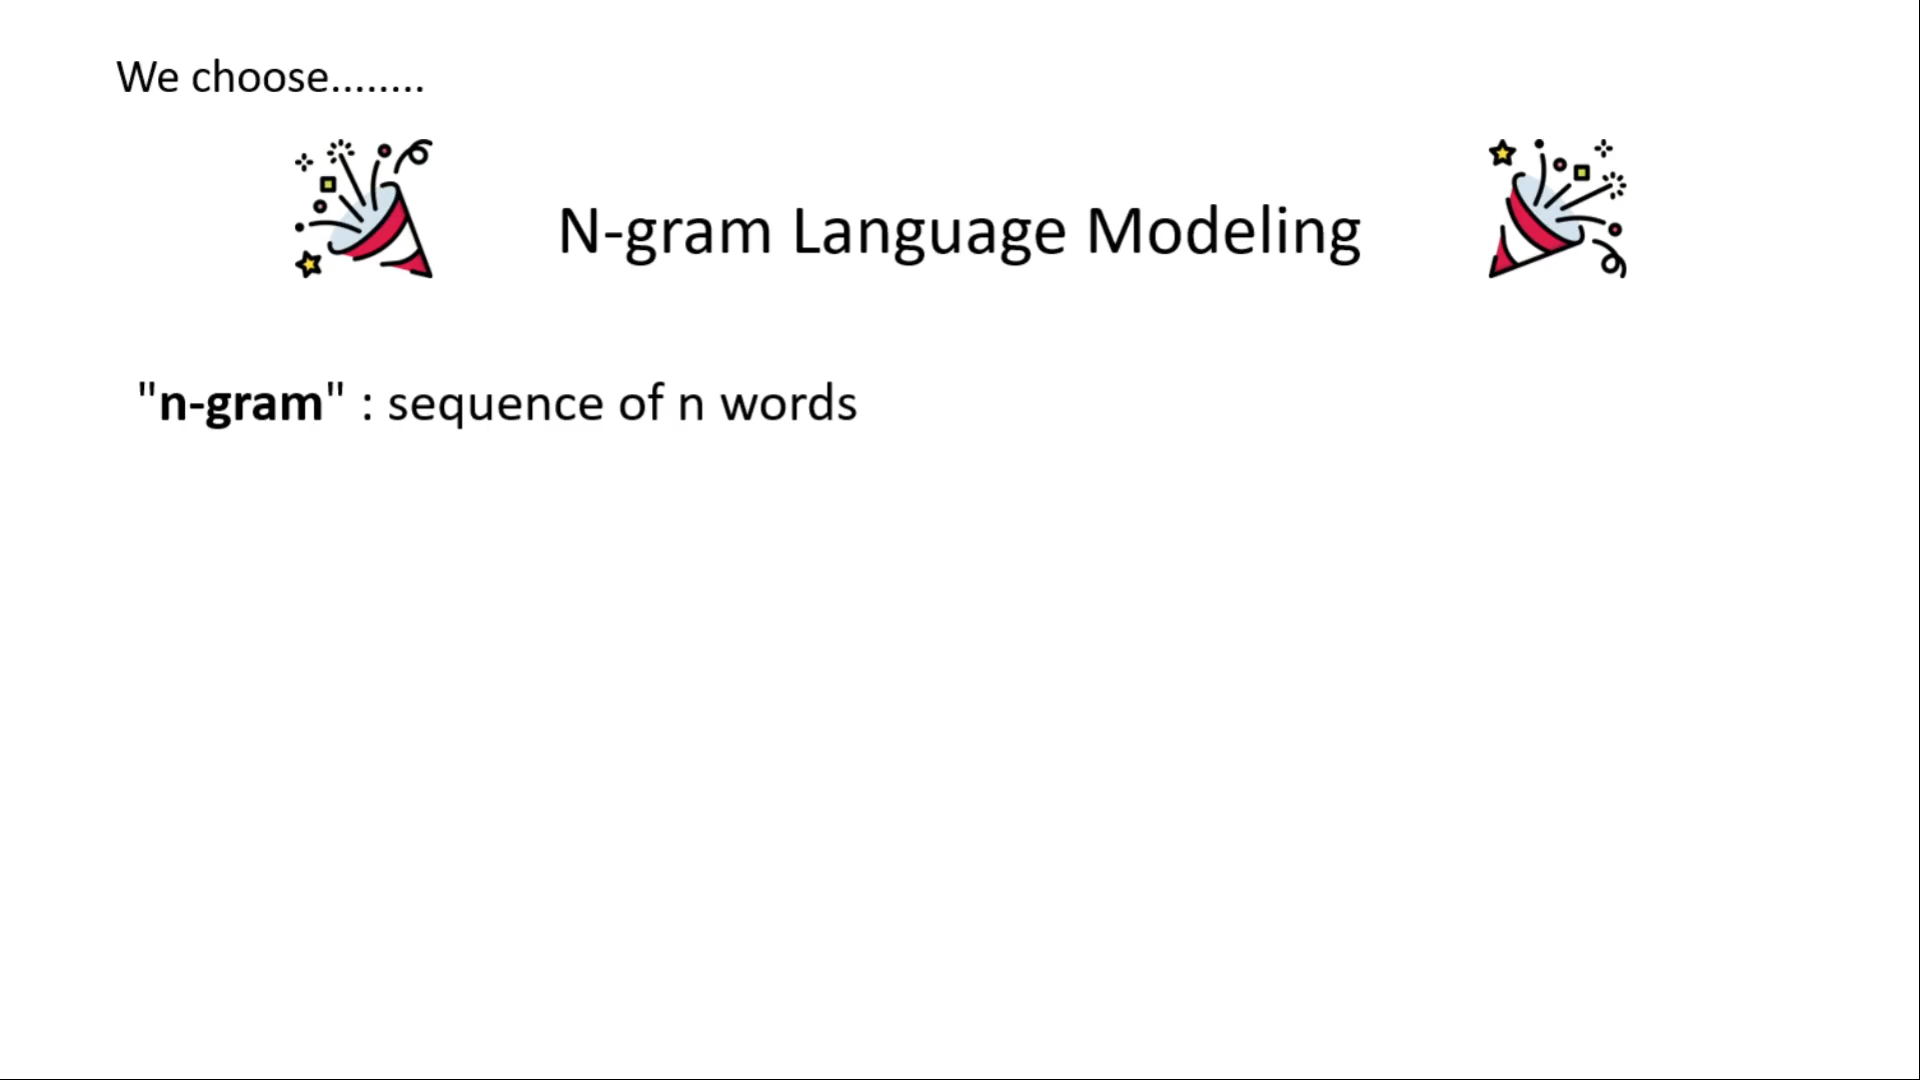 We choose........
N-gram Language Modeling
"n-gram" : sequence of n words